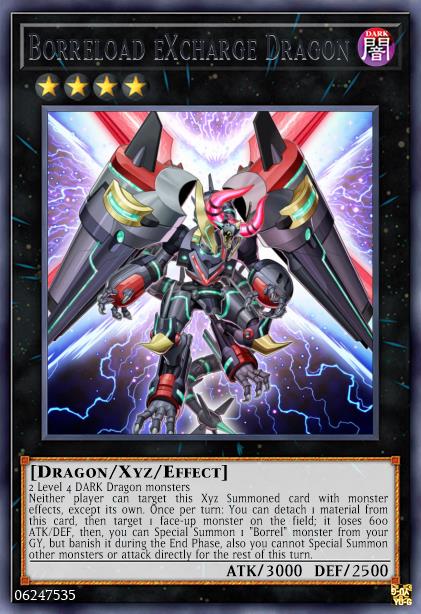 Borreload eXcharge Dragon
DARK
闇
[Dragon/Xyz/Effect]
2 Level 4 DARK Dragon monsters
Neither player can target this Xyz Summoned card with monster
effects, except its own. Once per turn: You can detach 1 material from
this card, then target 1 face-up monster on the field; it loses 600
ATK/DEF, then, you can Special Summon 1 "Borrel" monster from your
GY, but banish it during the End Phase, also you cannot Special Summon
other monsters or attack directly for the rest of this turn.
ATK/3000 DEF/2500
06247535